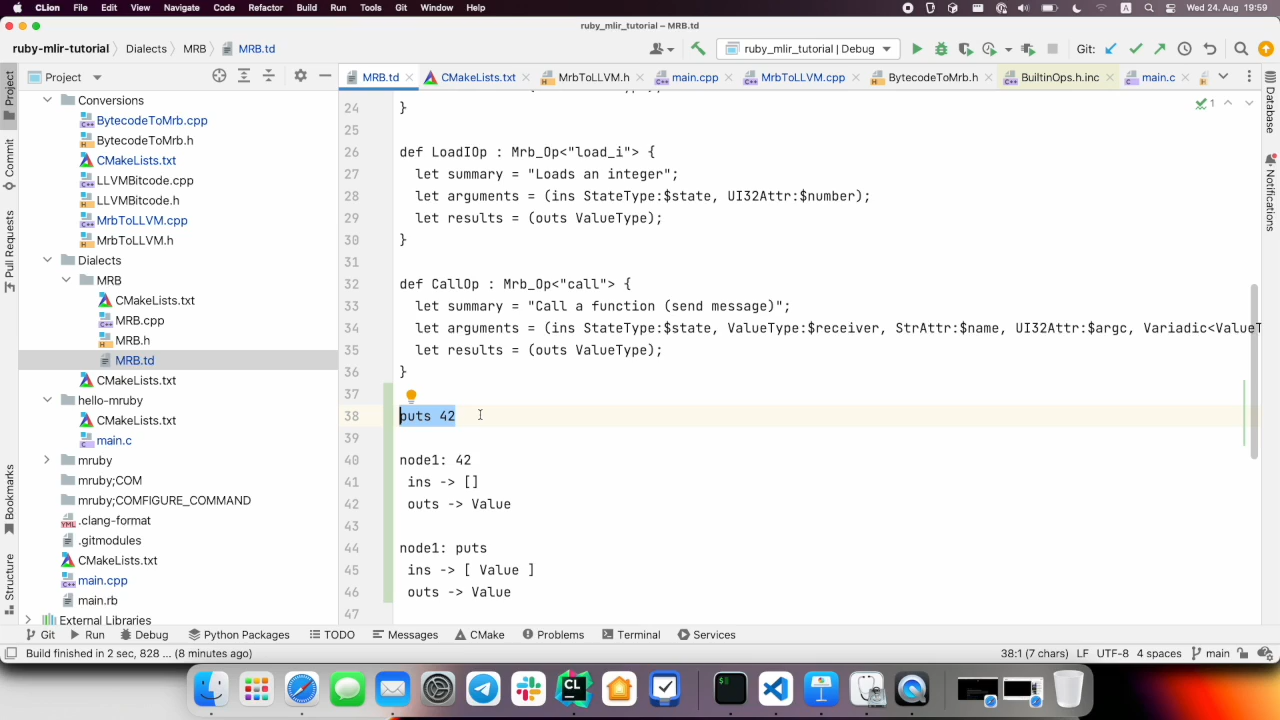 CLion File Edit View Navigate Code Refactor Build Run Tools Git Window Help Wed 24. Aug 19:59
ruby_mlir_tutorial – MRB.td
ruby-mlir-tutorial Dialects MRB MRB.td ruby_mlir_tutorial | Debug Git:
Project MRB.td CMakeLists.txt MrbToLLVM.h main.cpp MrbToLLVM.cpp BytecodeToMrb.h BuiltinOps.h.inc main.c
Project
Commit
Pull Requests
Bookmarks
Structure
Database
Notifications
Conversions
BytecodeToMrb.cpp
BytecodeToMrb.h
CMakeLists.txt
LLVMBitcode.cpp
LLVMBitcode.h
MrbToLLVM.cpp
MrbToLLVM.h
Dialects
MRB
CMakeLists.txt
MRB.cpp
MRB.h
MRB.td
CMakeLists.txt
hello-mruby
CMakeLists.txt
main.c
mruby
mruby;COM
mruby;COMFIGURE_COMMAND
.clang-format
.gitmodules
CMakeLists.txt
main.cpp
main.rb
External Libraries
1
24 }
25
26 def LoadIOp : Mrb_Op<"load_i"> {
27 let summary = "Loads an integer";
28 let arguments = (ins StateType:$state, UI32Attr:$number);
29 let results = (outs ValueType);
30 }
31
32 def CallOp : Mrb_Op<"call"> {
33 let summary = "Call a function (send message)";
34 let arguments = (ins StateType:$state, ValueType:$receiver, StrAttr:$name, UI32Attr:$argc, Variadic<ValueT
35 let results = (outs ValueType);
36 }
37
38 puts 42
39
40 node1: 42
41 ins -> []
42 outs -> Value
43
44 node1: puts
45 ins -> [ Value ]
46 outs -> Value
47
Git Run Debug Python Packages TODO Messages CMake Problems Terminal Services
Build finished in 2 sec, 828 ... (8 minutes ago) 38:1 (7 chars) LF UTF-8 4 spaces main